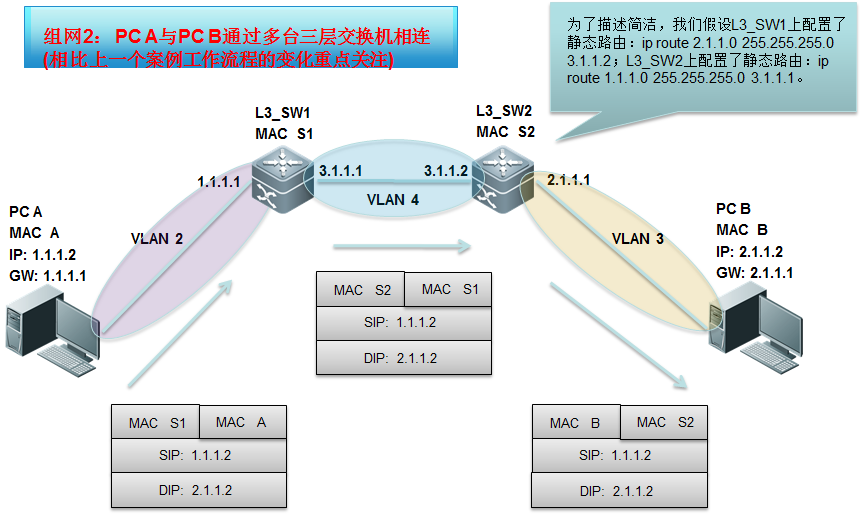 组网2： PC A与PC B通过多台三层交换机相连
(相比上一个案例工作流程的变化重点关注)
为了描述简洁，我们假设L3_SW1上配置了
静态路由：ip route 2.1.1.0 255.255.255.0
3.1.1.2；L3_SW2上配置了静态路由：ip
route 1.1.1.0 255.255.255.0 3.1.1.1。
L3_SW1
MAC S1
L3_SW2
MAC S2
1.1.1.1
3.1.1.1
3.1.1.2
2.1.1.1
VLAN 4
PC A
MAC A
IP: 1.1.1.2
GW: 1.1.1.1
VLAN 2
VLAN 3
PC B
MAC B
IP: 2.1.1.2
GW: 2.1.1.1
MAC S2
MAC S1
SIP: 1.1.1.2
DIP: 2.1.1.2
MAC S1
MAC A
SIP: 1.1.1.2
DIP: 2.1.1.2
MAC B
MAC S2
SIP: 1.1.1.2
DIP: 2.1.1.2